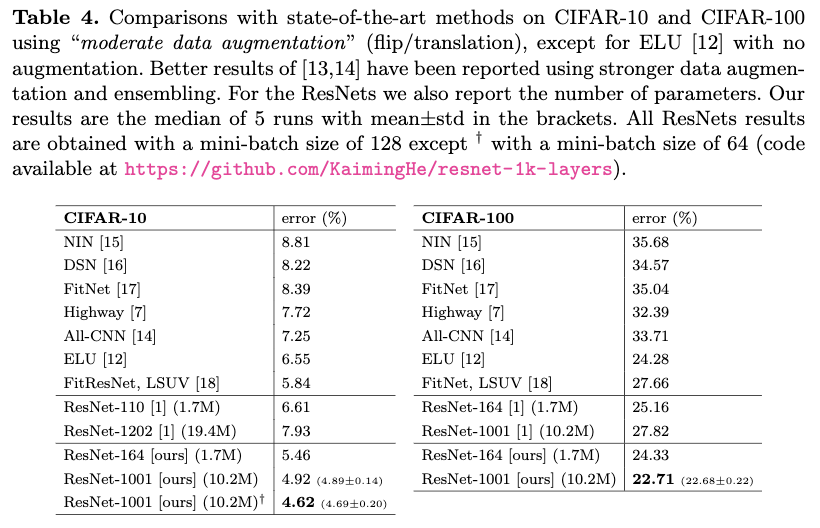 Table 4. Comparisons with state-of-the-art methods on CIFAR-10 and CIFAR-100
using “moderate data augmentation” (flip/translation), except for ELU [12] with no
augmentation. Better results of [13,14] have been reported using stronger data augmen-
tation and ensembling. For the ResNets we also report the number of parameters. Our
results are the median of 5 runs with mean±std in the brackets. All ResNets results
are obtained with a mini-batch size of 128 except † with a mini-batch size of 64 (code
available at https://github.com/KaimingHe/resnet-1k-layers).
CIFAR-10 error (%)
NIN [15] 8.81
DSN [16] 8.22
FitNet [17] 8.39
Highway [7] 7.72
All-CNN [14] 7.25
ELU [12] 6.55
FitResNet, LSUV [18] 5.84
ResNet-110 [1] (1.7M) 6.61
ResNet-1202 [1] (19.4M) 7.93
ResNet-164 [ours] (1.7M) 5.46
ResNet-1001 [ours] (10.2M) 4.92 (4.89±0.14)
ResNet-1001 [ours] (10.2M)† 4.62 (4.69±0.20)
CIFAR-100 error (%)
NIN [15] 35.68
DSN [16] 34.57
FitNet [17] 35.04
Highway [7] 32.39
All-CNN [14] 33.71
ELU [12] 24.28
FitNet, LSUV [18] 27.66
ResNet-164 [1] (1.7M) 25.16
ResNet-1001 [1] (10.2M) 27.82
ResNet-164 [ours] (1.7M) 24.33
ResNet-1001 [ours] (10.2M) 22.71 (22.68±0.22)